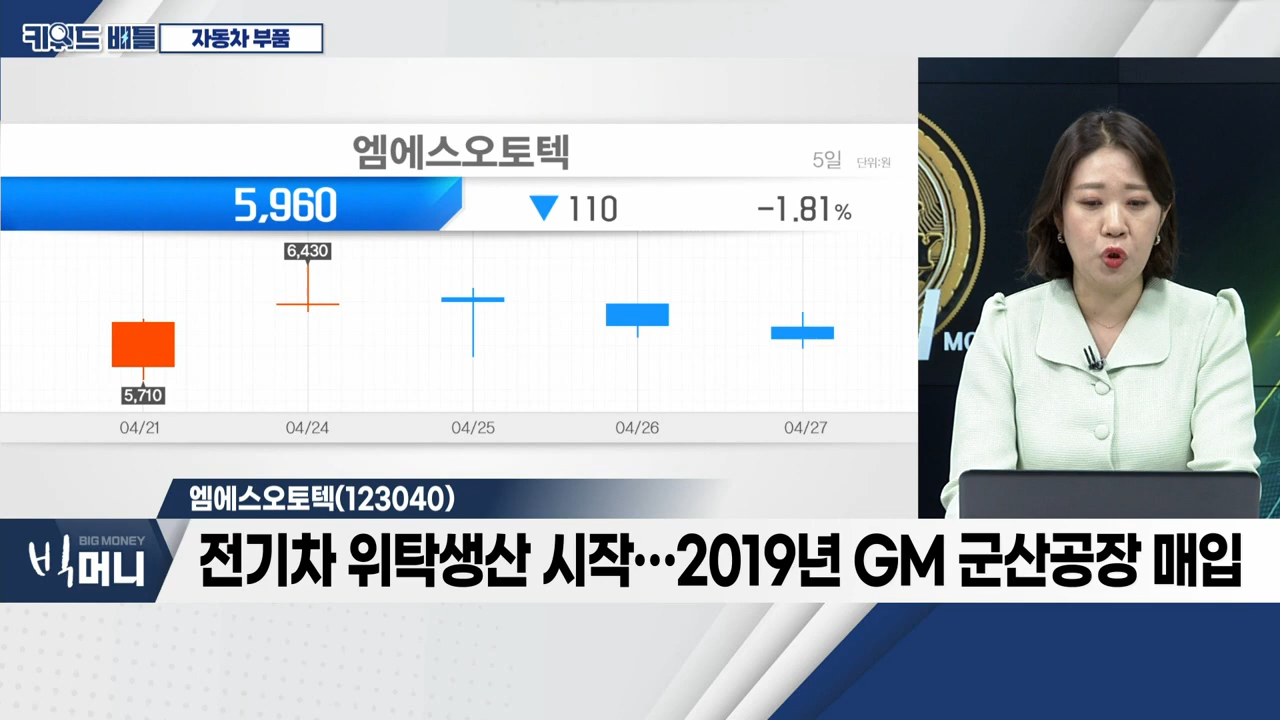 키워드 배틀 자동차 부품
엠에스오토텍
5일 단위:원
5,960 ▼110 -1.81%
6,430
5,710
04/21 04/24 04/25 04/26 04/27
엠에스오토텍(123040)
BIG MONEY
빅머니
전기차 위탁생산 시작…2019년 GM 군산공장 매입